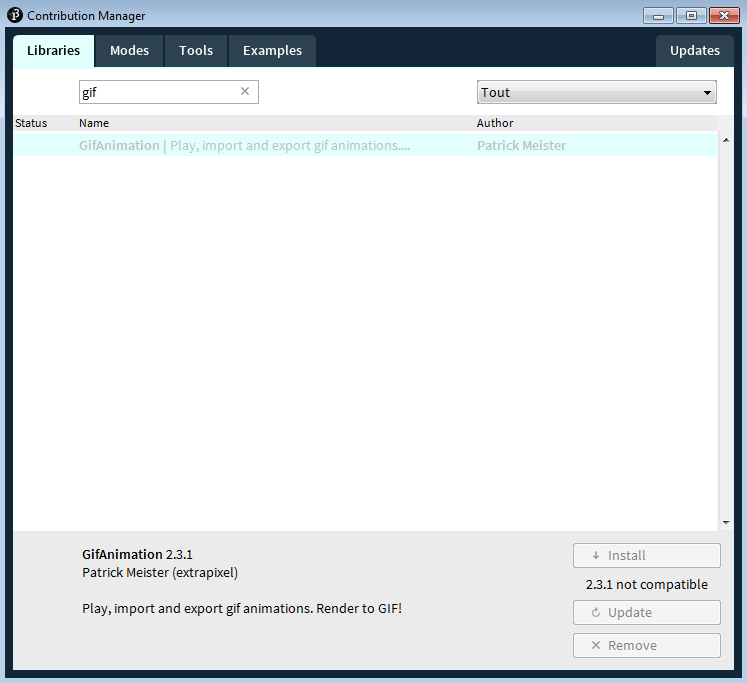 Contribution Manager
Libraries Modes Tools Examples Updates
gif Tout
Status Name Author
GifAnimation | Play, import and export gif animations.... Patrick Meister
GifAnimation 2.3.1
Patrick Meister (extrapixel)
Play, import and export gif animations. Render to GIF!
Install
2.3.1 not compatible
Update
Remove